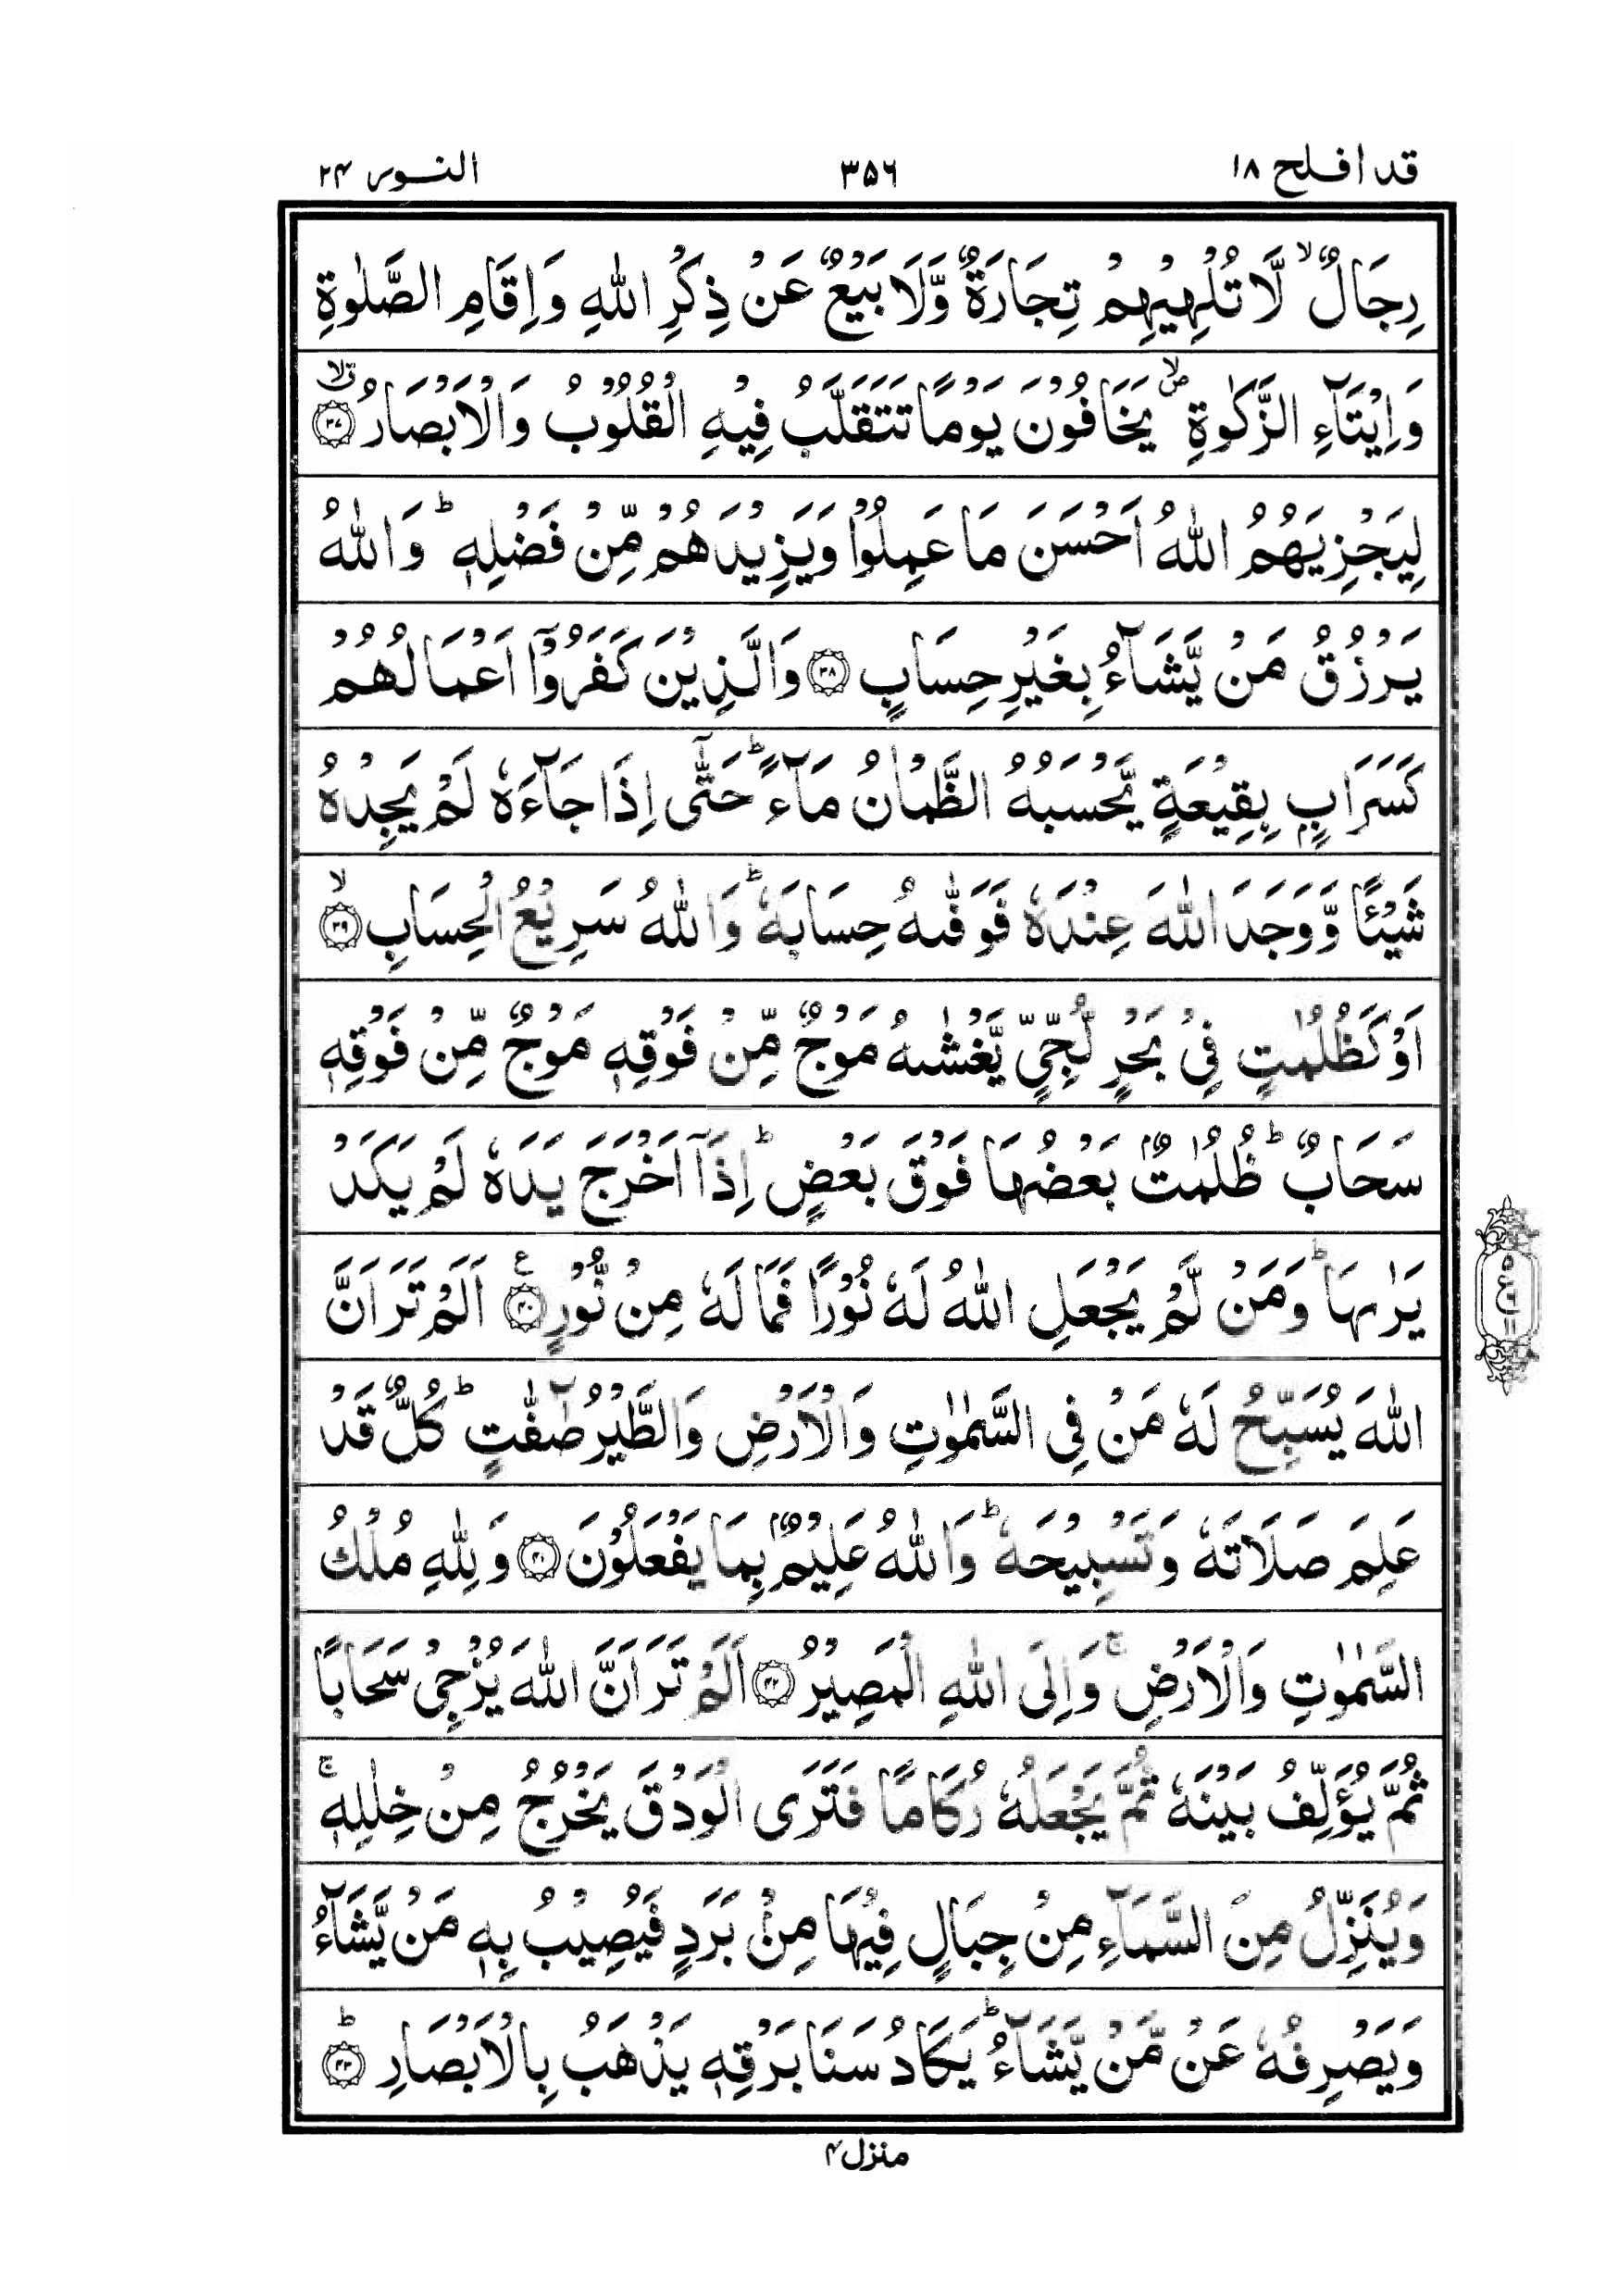 قد افلح ۱۸
۳۵۶
النور ۲۴
رِجَالٌ ۙ لَّا تُلْهِيْهِمْ تِجَارَةٌ وَّلَا بَيْعٌ عَنْ ذِكْرِ اللّٰهِ وَاِقَامِ الصَّلٰوةِ
وَاِيْتَآءِ الزَّكٰوةِ ۪ۙ يَخَافُوْنَ يَوْمًا تَتَقَلَّبُ فِيْهِ الْقُلُوْبُ وَالْاَبْصَارُ ۝۳۷
لِيَجْزِيَهُمُ اللّٰهُ اَحْسَنَ مَا عَمِلُوْا وَيَزِيْدَهُمْ مِّنْ فَضْلِهٖ ؕ وَاللّٰهُ
يَرْزُقُ مَنْ يَّشَآءُ بِغَيْرِ حِسَابٍ ۝۳۸ وَالَّذِيْنَ كَفَرُوْۤا اَعْمَالُهُمْ
كَسَرَابٍۭ بِقِيْعَةٍ يَّحْسَبُهُ الظَّمْاٰنُ مَآءً ؕ حَتّٰۤى اِذَا جَآءَهٗ لَمْ يَجِدْهُ
شَيْـًٔا وَّوَجَدَ اللّٰهَ عِنْدَهٗ فَوَفّٰىهُ حِسَابَهٗ ؕ وَاللّٰهُ سَرِيْعُ الْحِسَابِ ۙ۝۳۹
اَوْ كَظُلُمٰتٍ فِيْ بَحْرٍ لُّجِّيٍّ يَّغْشٰىهُ مَوْجٌ مِّنْ فَوْقِهٖ مَوْجٌ مِّنْ فَوْقِهٖ
سَحَابٌ ؕ ظُلُمٰتٌۢ بَعْضُهَا فَوْقَ بَعْضٍ ؕ اِذَاۤ اَخْرَجَ يَدَهٗ لَمْ يَكَدْ
يَرٰىهَا ؕ وَمَنْ لَّمْ يَجْعَلِ اللّٰهُ لَهٗ نُوْرًا فَمَا لَهٗ مِنْ نُّوْرٍ ۝۴۰ ع اَلَمْ تَرَ اَنَّ
اللّٰهَ يُسَبِّحُ لَهٗ مَنْ فِي السَّمٰوٰتِ وَالْاَرْضِ وَالطَّيْرُ صٰٓفّٰتٍ ؕ كُلٌّ قَدْ
عَلِمَ صَلَاتَهٗ وَتَسْبِيْحَهٗ ؕ وَاللّٰهُ عَلِيْمٌۢ بِمَا يَفْعَلُوْنَ ۝۴۱ وَلِلّٰهِ مُلْكُ
السَّمٰوٰتِ وَالْاَرْضِ ۚ وَاِلَى اللّٰهِ الْمَصِيْرُ ۝۴۲ اَلَمْ تَرَ اَنَّ اللّٰهَ يُزْجِيْ سَحَابًا
ثُمَّ يُؤَلِّفُ بَيْنَهٗ ثُمَّ يَجْعَلُهٗ رُكَامًا فَتَرَى الْوَدْقَ يَخْرُجُ مِنْ خِلٰلِهٖ ۚ
وَيُنَزِّلُ مِنَ السَّمَآءِ مِنْ جِبَالٍ فِيْهَا مِنْۢ بَرَدٍ فَيُصِيْبُ بِهٖ مَنْ يَّشَآءُ
وَيَصْرِفُهٗ عَنْ مَّنْ يَّشَآءُ ؕ يَكَادُ سَنَا بَرْقِهٖ يَذْهَبُ بِالْاَبْصَارِ ؕ۝۴۳
منزل ۴